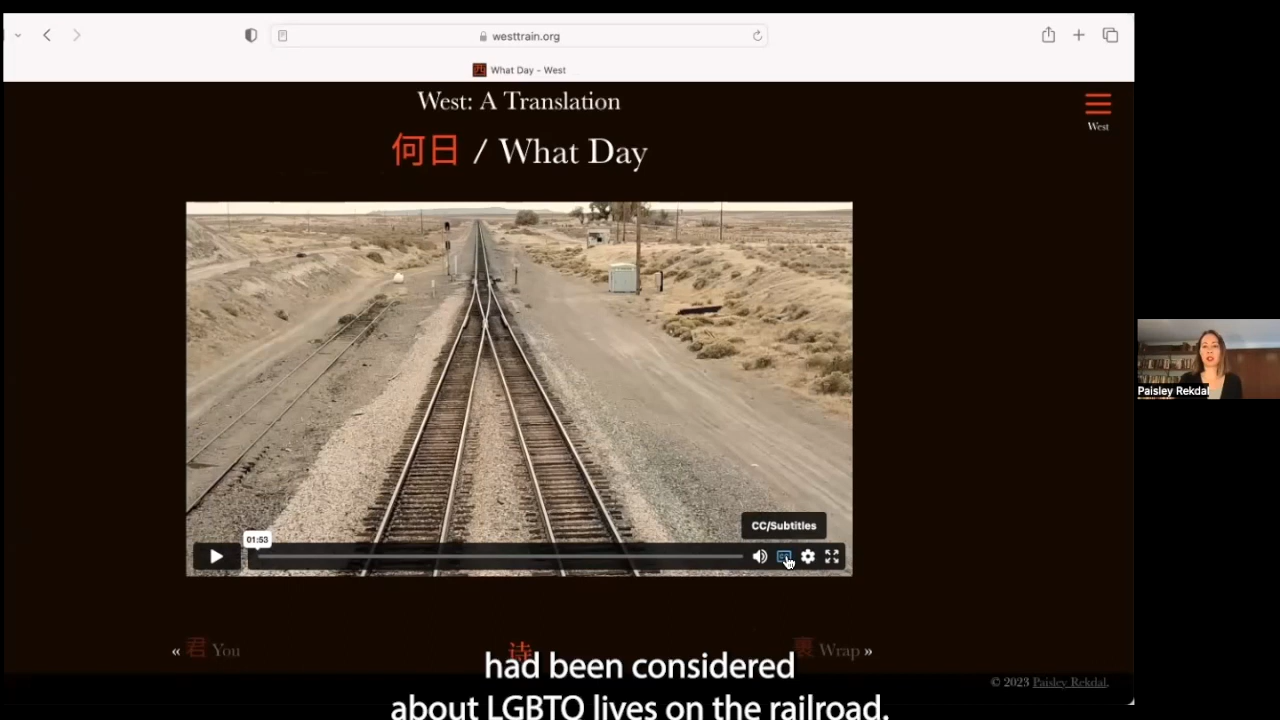 westtrain.org
What Day – West
West: A Translation
West
何日 / What Day
CC/Subtitles
01:53
Paisley Rekdal
« 君 You
诗
裏 Wrap »
had been considered
about LGBTQ lives on the railroad.
© 2023 Paisley Rekdal.